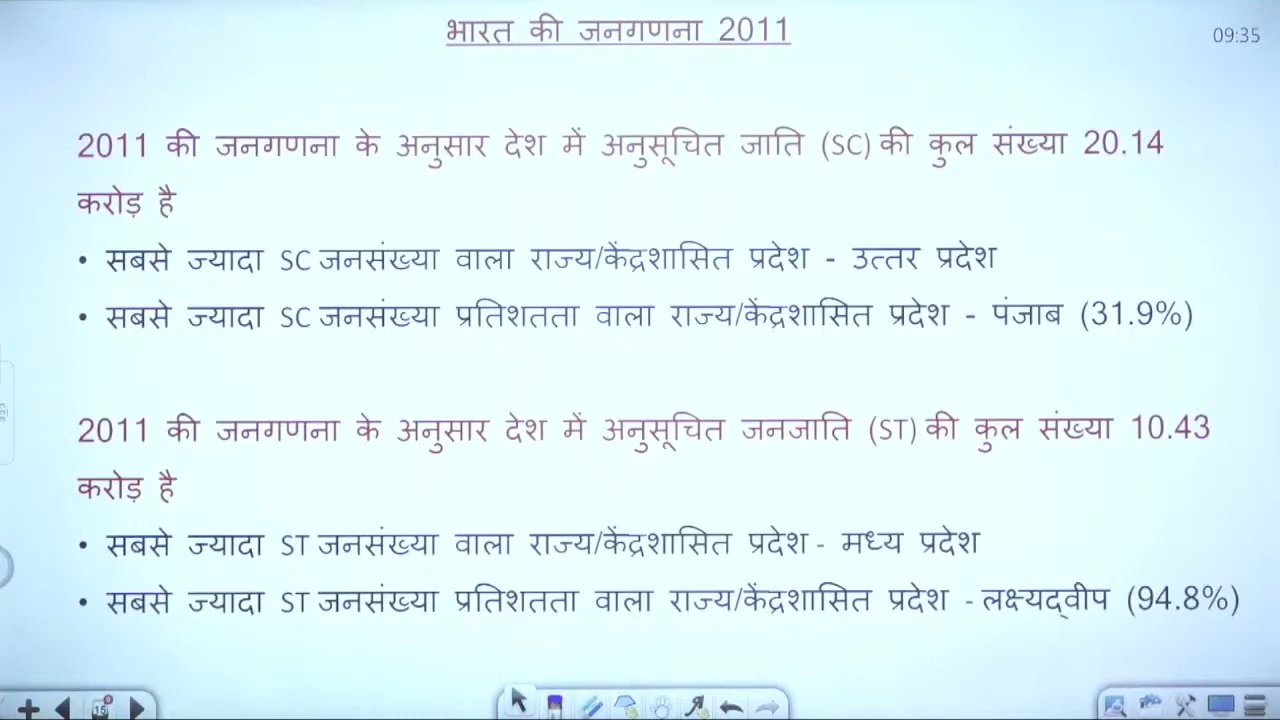 भारत की जनगणना 2011
09:35
2011 की जनगणना के अनुसार देश में अनुसूचित जाति (SC) की कुल संख्या 20.14
करोड़ है
• सबसे ज्यादा SC जनसंख्या वाला राज्य/केंद्रशासित प्रदेश - उत्तर प्रदेश
• सबसे ज्यादा SC जनसंख्या प्रतिशतता वाला राज्य/केंद्रशासित प्रदेश - पंजाब (31.9%)
2011 की जनगणना के अनुसार देश में अनुसूचित जनजाति (ST) की कुल संख्या 10.43
करोड़ है
• सबसे ज्यादा ST जनसंख्या वाला राज्य/केंद्रशासित प्रदेश - मध्य प्रदेश
• सबसे ज्यादा ST जनसंख्या प्रतिशतता वाला राज्य/केंद्रशासित प्रदेश - लक्ष्यद्वीप (94.8%)
15